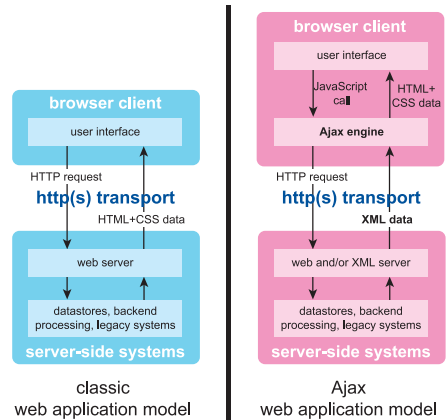 browser client
user interface
HTTP request
http(s) transport
HTML+CSS data
web server
datastores, backend
processing, legacy systems
server-side systems
classic
web application model
browser client
user interface
JavaScript
HTML+
CSS data
Ajax engine
HTTP request
http(s) transport
XML data
web and/or XML server
datastores, backend
processing, legacy systems
server-side systems
Ajax
web application model